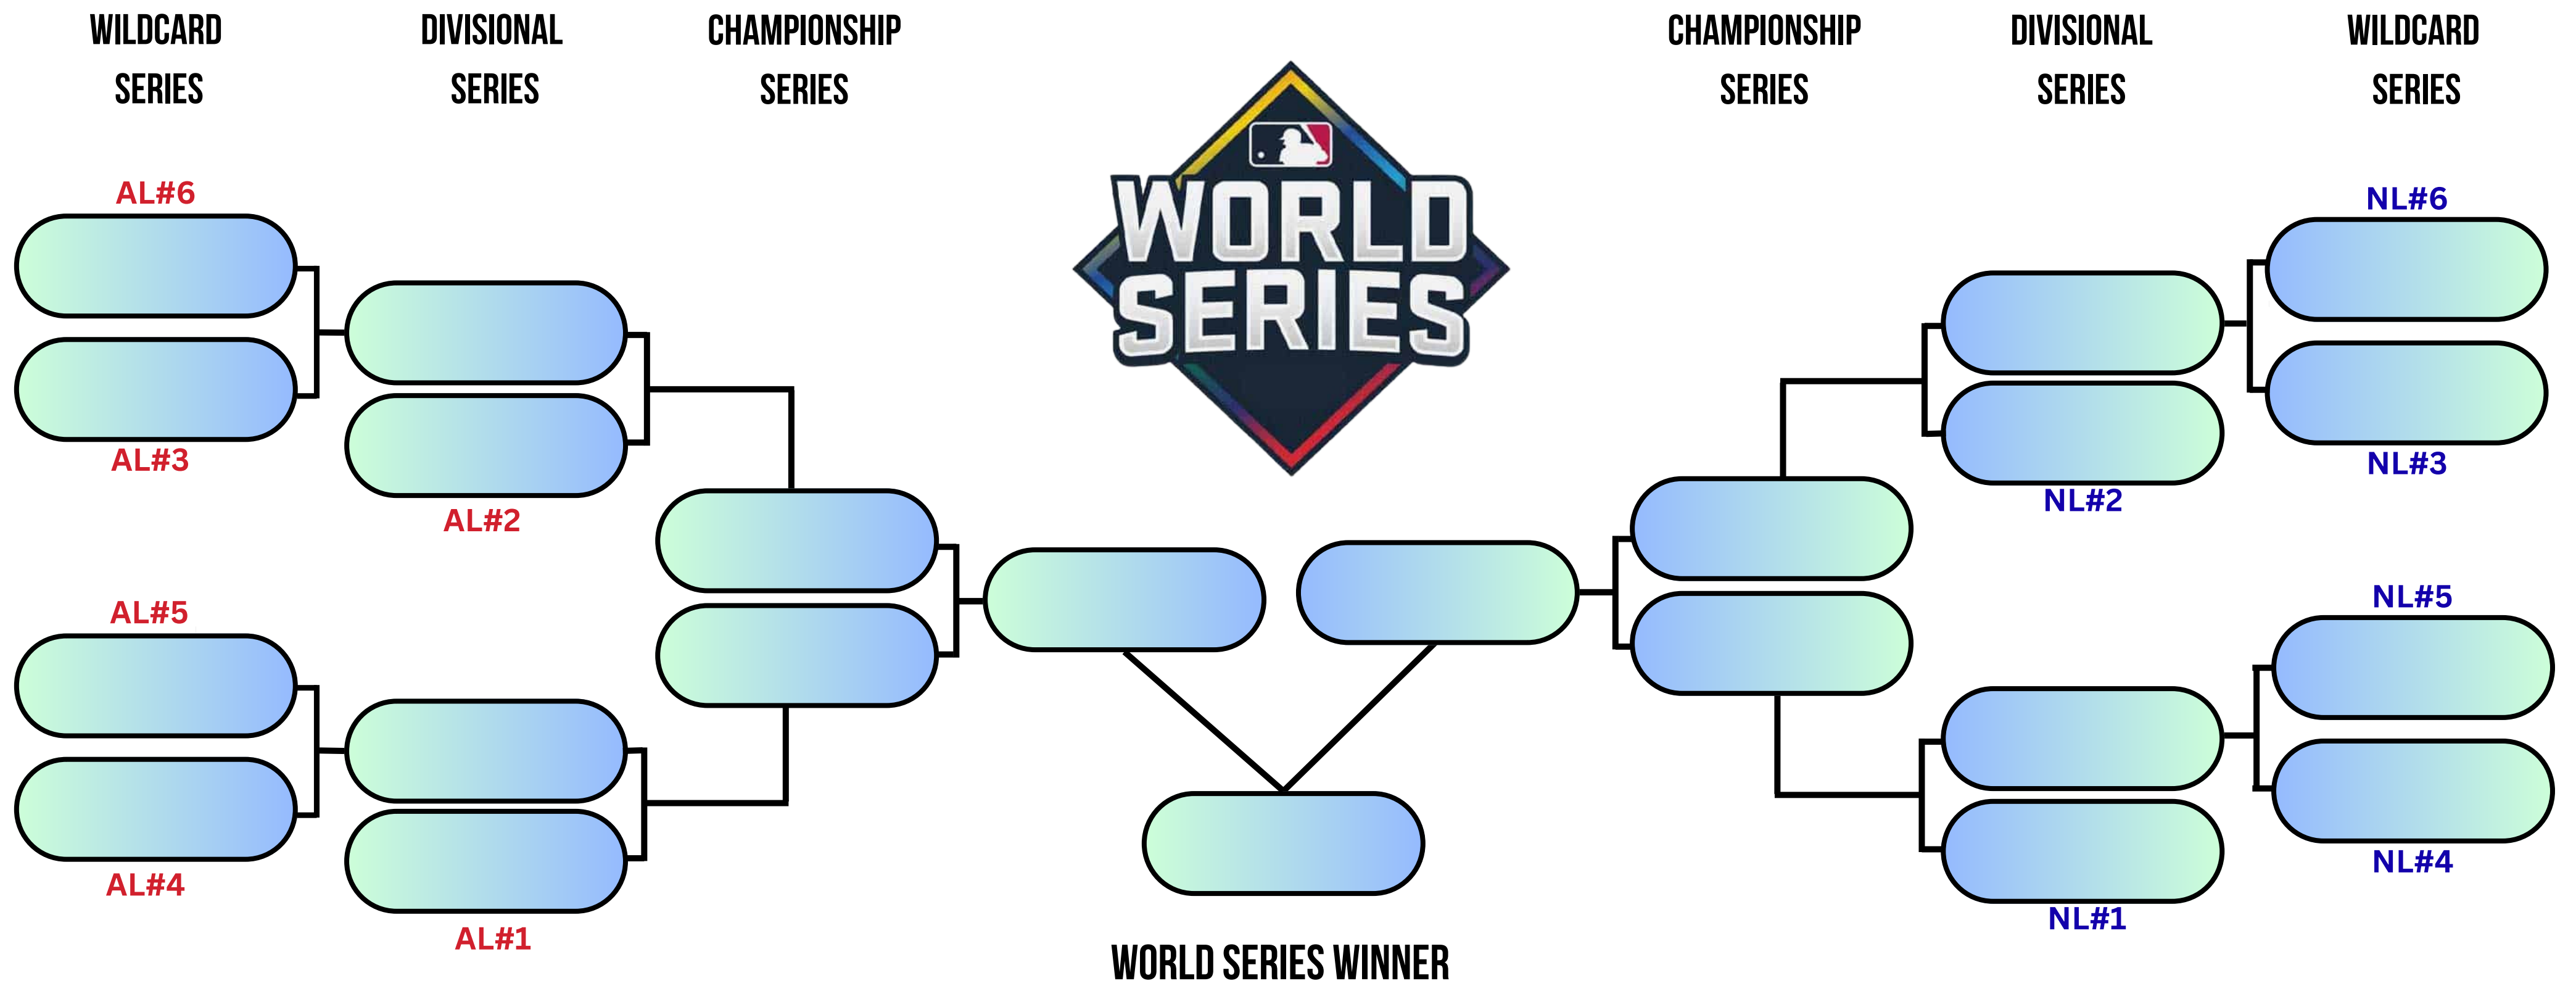 WILDCARD
SERIES
DIVISIONAL
SERIES
CHAMPIONSHIP
SERIES
CHAMPIONSHIP
SERIES
DIVISIONAL
SERIES
WILDCARD
SERIES
WORLD
SERIES
AL#6
AL#3
AL#2
AL#5
AL#4
AL#1
NL#6
NL#3
NL#2
NL#5
NL#4
NL#1
WORLD SERIES WINNER